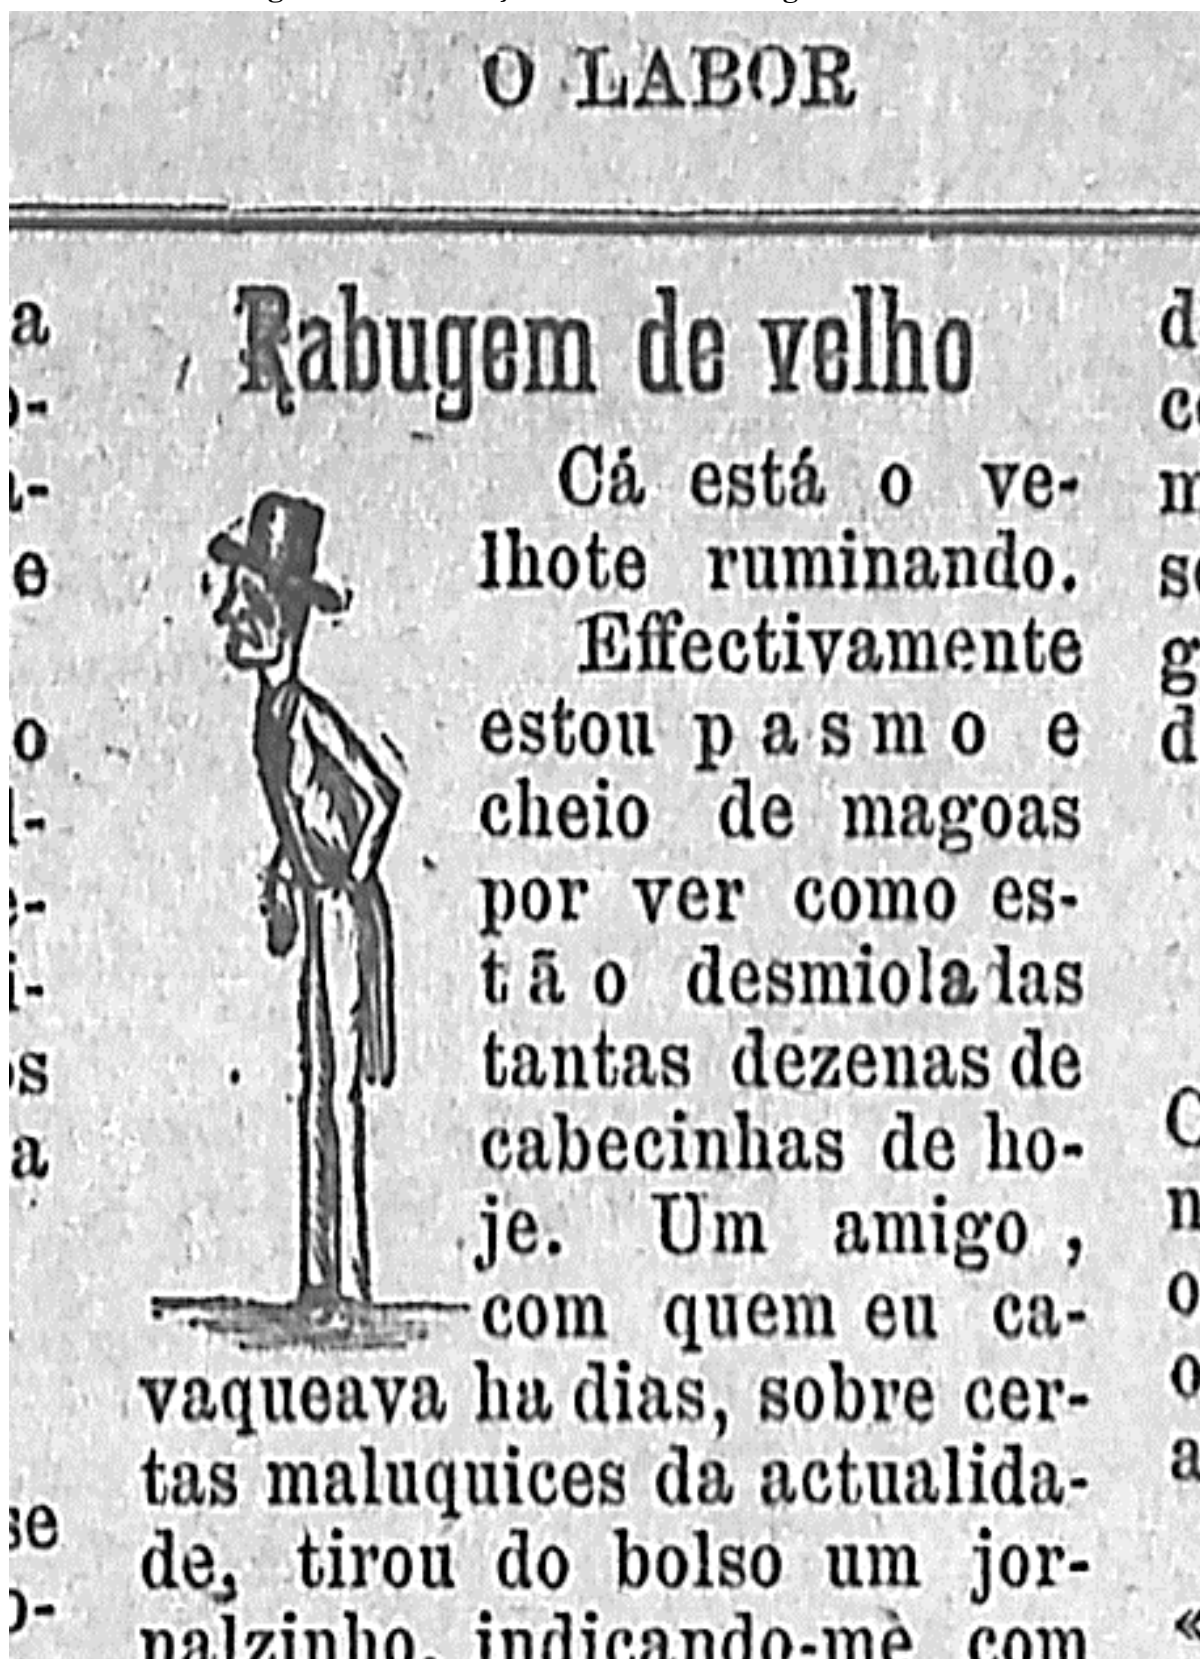 O LABOR
Rabugem de velho
Cá está o ve-
lhote ruminando.
Effectivamente
estou pasmo e
cheio de magoas
por ver como es-
tão desmioladas
tantas dezenas de
cabecinhas de ho-
je. Um amigo ,
com quem eu ca-
vaqueava ha dias, sobre cer-
tas maluquices da actualida-
de, tirou do bolso um jor-
nalzinho, indicando-me com